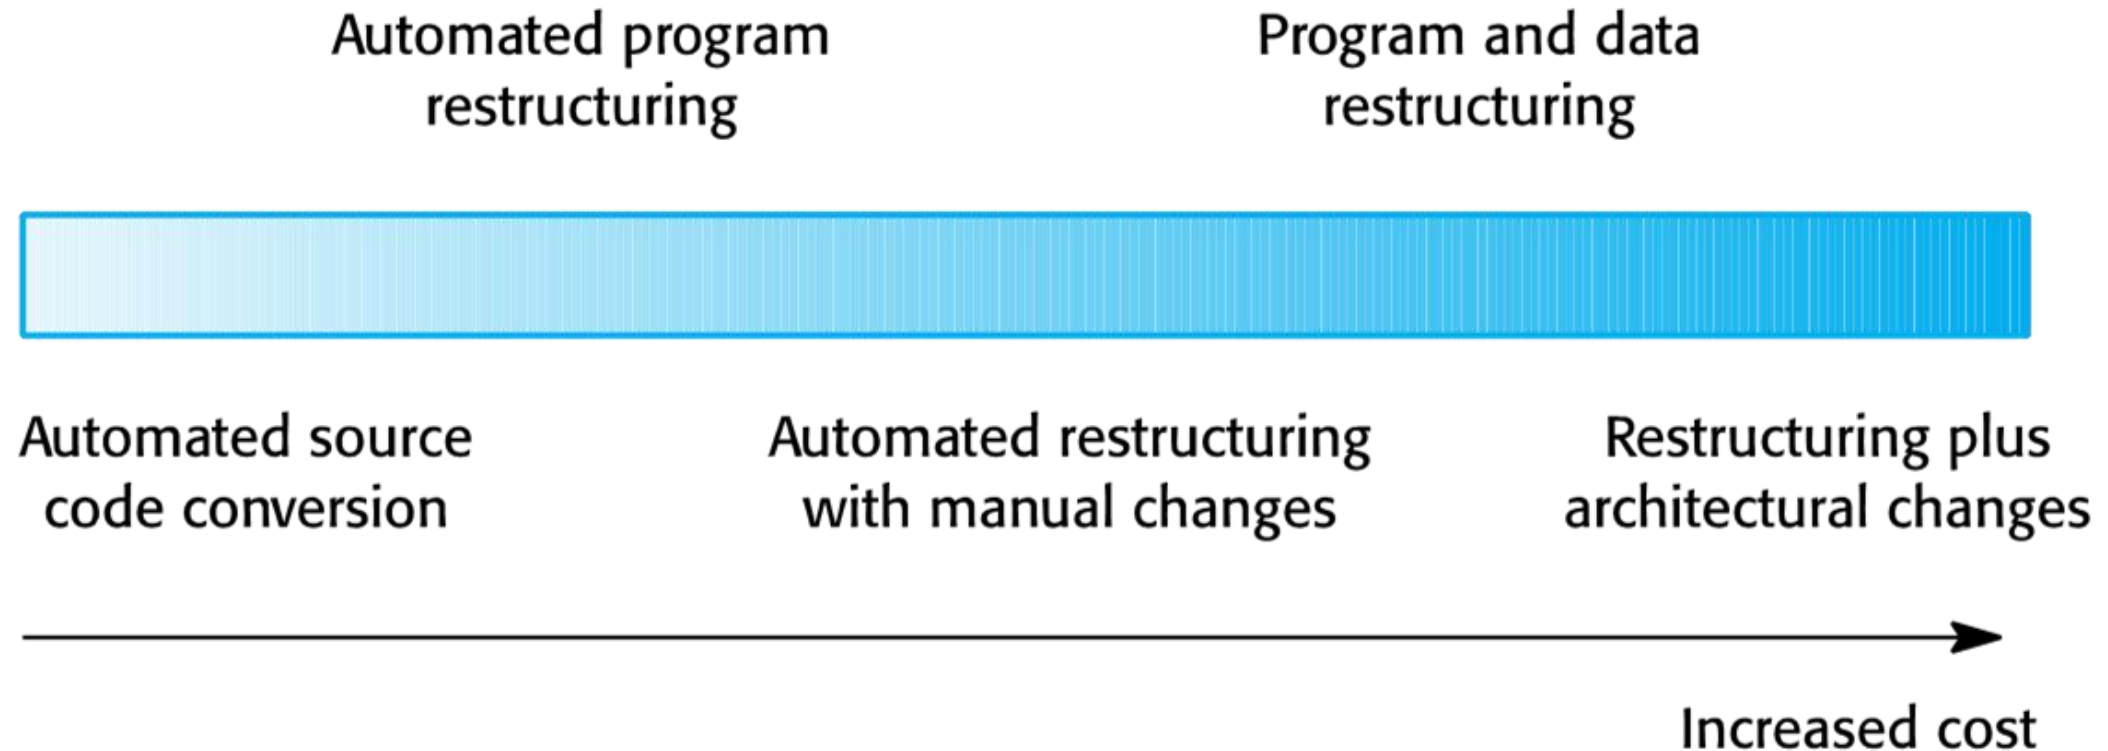 Automated program
restructuring
Program and data
restructuring
Automated source
code conversion
Automated restructuring
with manual changes
Restructuring plus
architectural changes
Increased cost